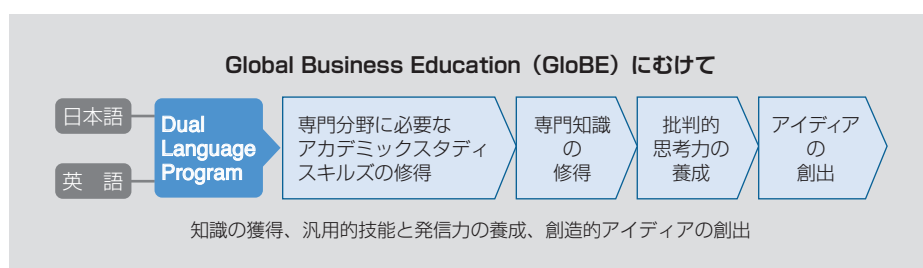 Global Business Education（GloBE）にむけて
日本語
英　語
Dual
Language
Program
専門分野に必要な
アカデミックスタディ
スキルズの修得
専門知識
の
修得
批判的
思考力の
養成
アイディア
の
創出
知識の獲得、汎用的技能と発信力の養成、創造的アイディアの創出